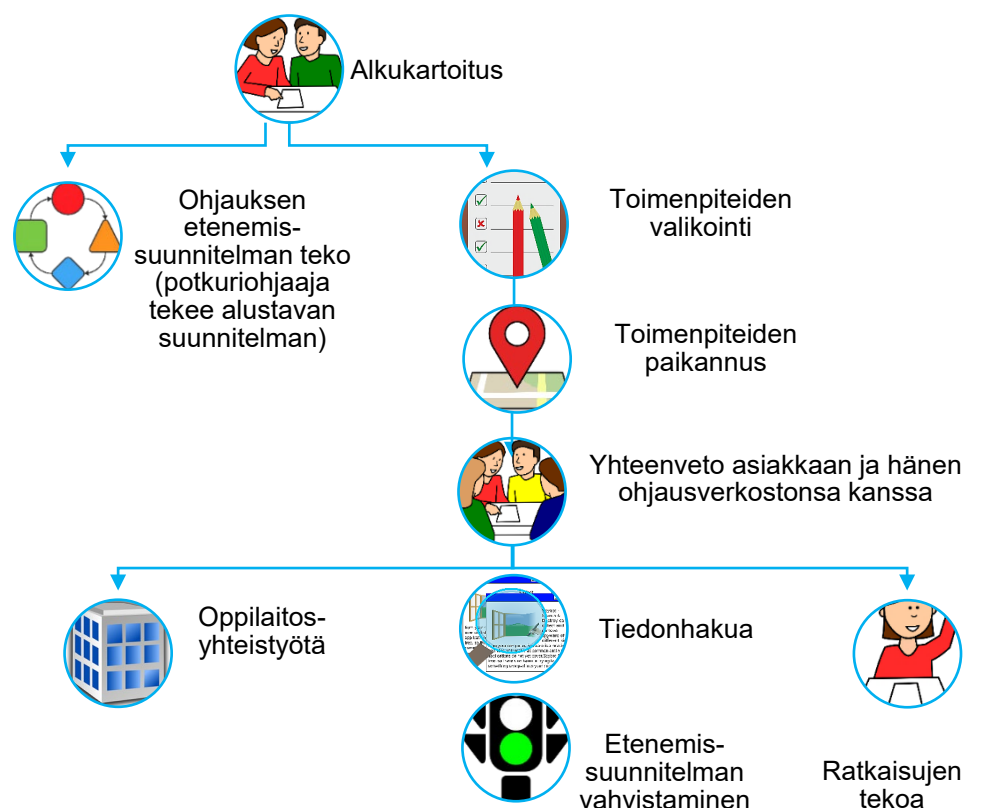 Alkukartoitus
Ohjauksen
etenemis-
suunnitelman teko
(potkuriohjaaja
tekee alustavan
suunnitelman)
Toimenpiteiden
valikointi
Toimenpiteiden
paikannus
Yhteenveto asiakkaan ja hänen
ohjausverkostonsa kanssa
Oppilaitos-
yhteistyötä
Tiedonhakua
Etenemis-
suunnitelman
vahvistaminen
Ratkaisujen
tekoa